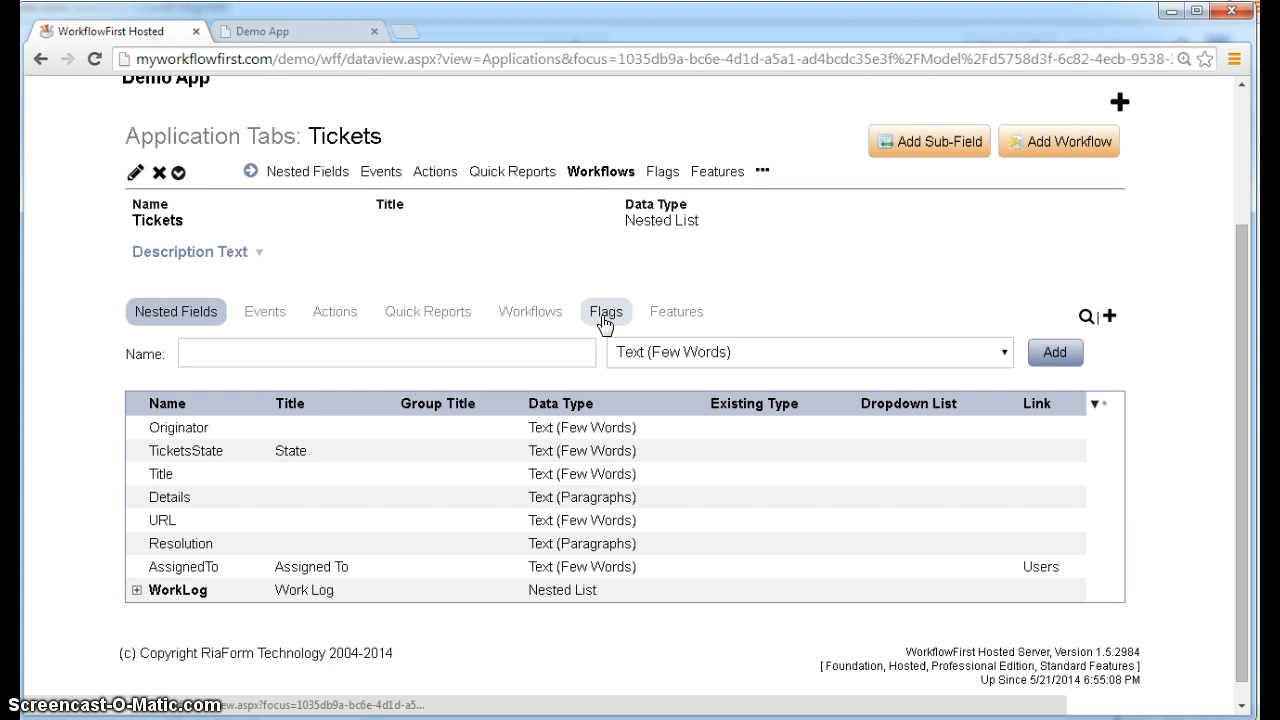 WorkflowFirst Hosted × Demo App ×
myworkflowfirst.com/demo/wff/dataview.aspx?view=Applications&focus=1035db9a-bc6e-4d1d-a5a1-ad4bcdc35e3f%2FModel%2Fd5758d3f-6c82-4ecb-9538-
Demo App
Application Tabs: Tickets
Add Sub-Field Add Workflow
Nested Fields Events Actions Quick Reports Workflows Flags Features •••
Name Title Data Type
Tickets Nested List
Description Text
Nested Fields Events Actions Quick Reports Workflows Flags Features
Name: Text (Few Words) Add
Name Title Group Title Data Type Existing Type Dropdown List Link
Originator Text (Few Words)
TicketsState State Text (Few Words)
Title Text (Few Words)
Details Text (Paragraphs)
URL Text (Few Words)
Resolution Text (Paragraphs)
AssignedTo Assigned To Text (Few Words) Users
WorkLog Work Log Nested List
(c) Copyright RiaForm Technology 2004-2014
WorkflowFirst Hosted Server, Version 1.5.2984
[ Foundation, Hosted, Professional Edition, Standard Features ]
Up Since 5/21/2014 6:55:08 PM
Screencast-O-Matic.com
view.aspx?focus=1035db9a-bc6e-4d1d-a5...